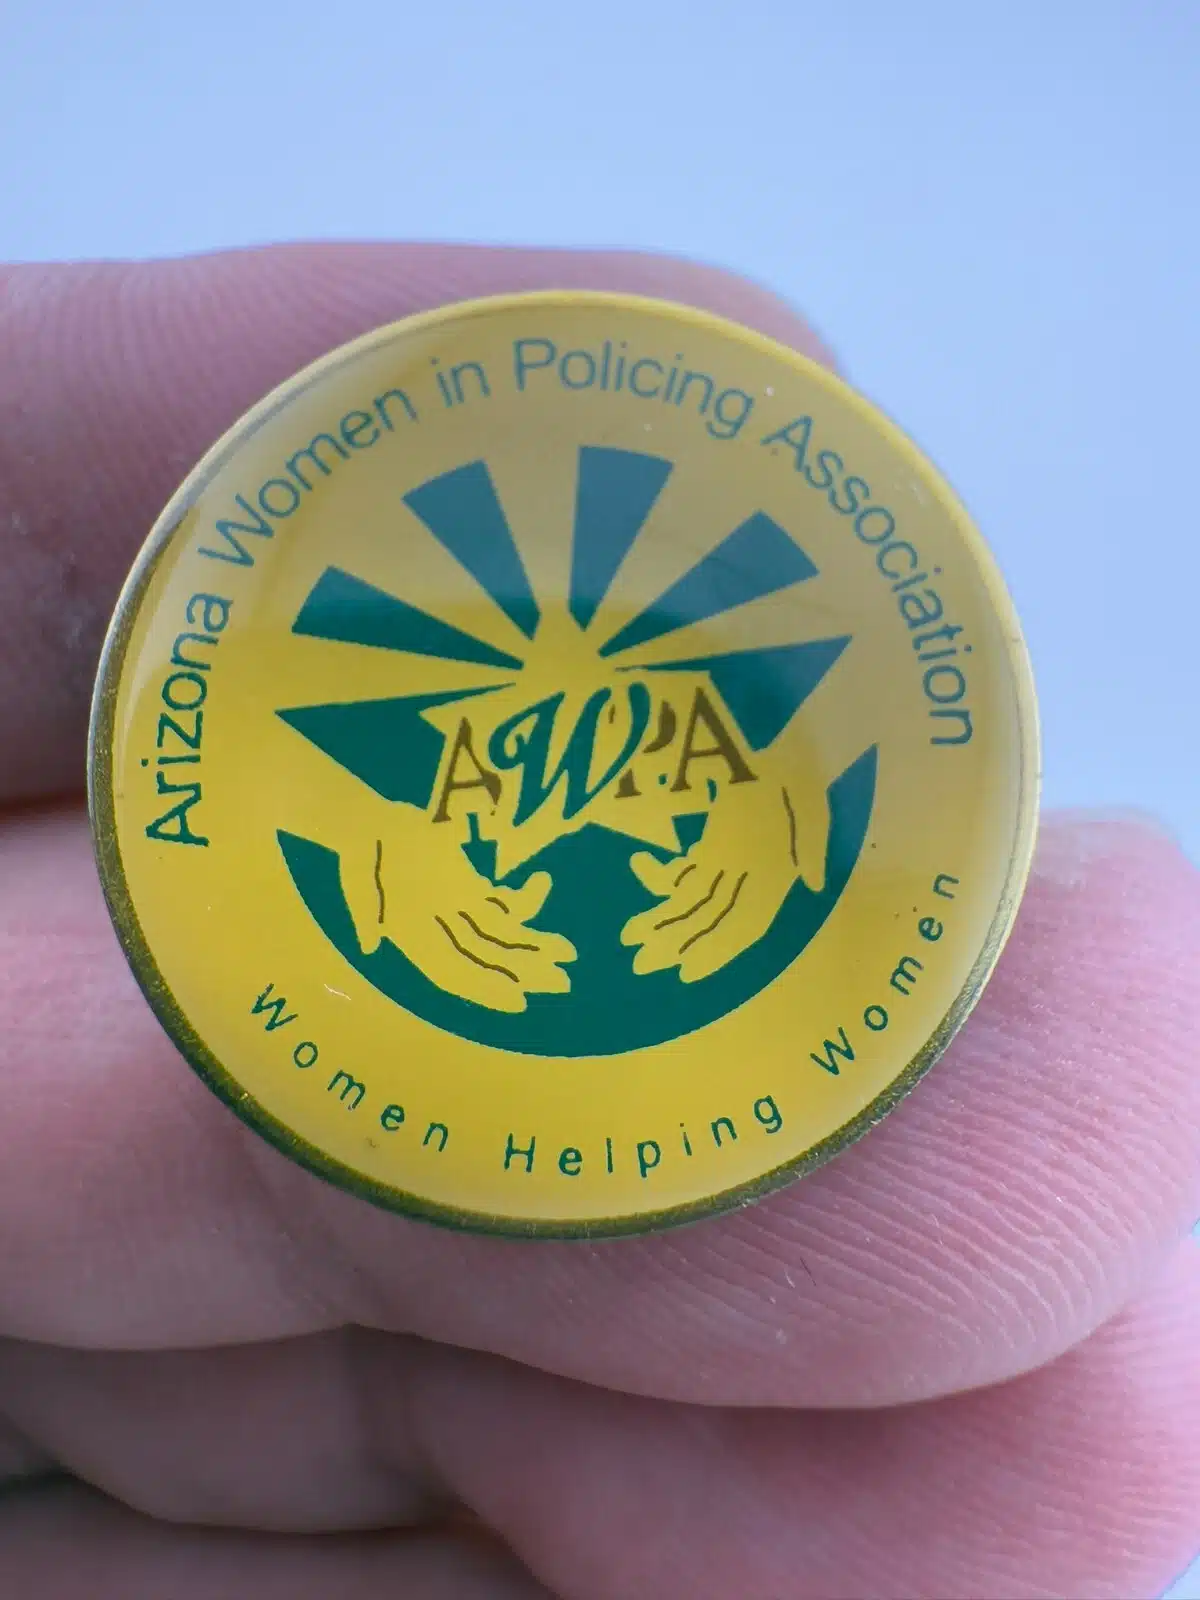 Arizona Women in Policing Association
AWPA
Women Helping Women